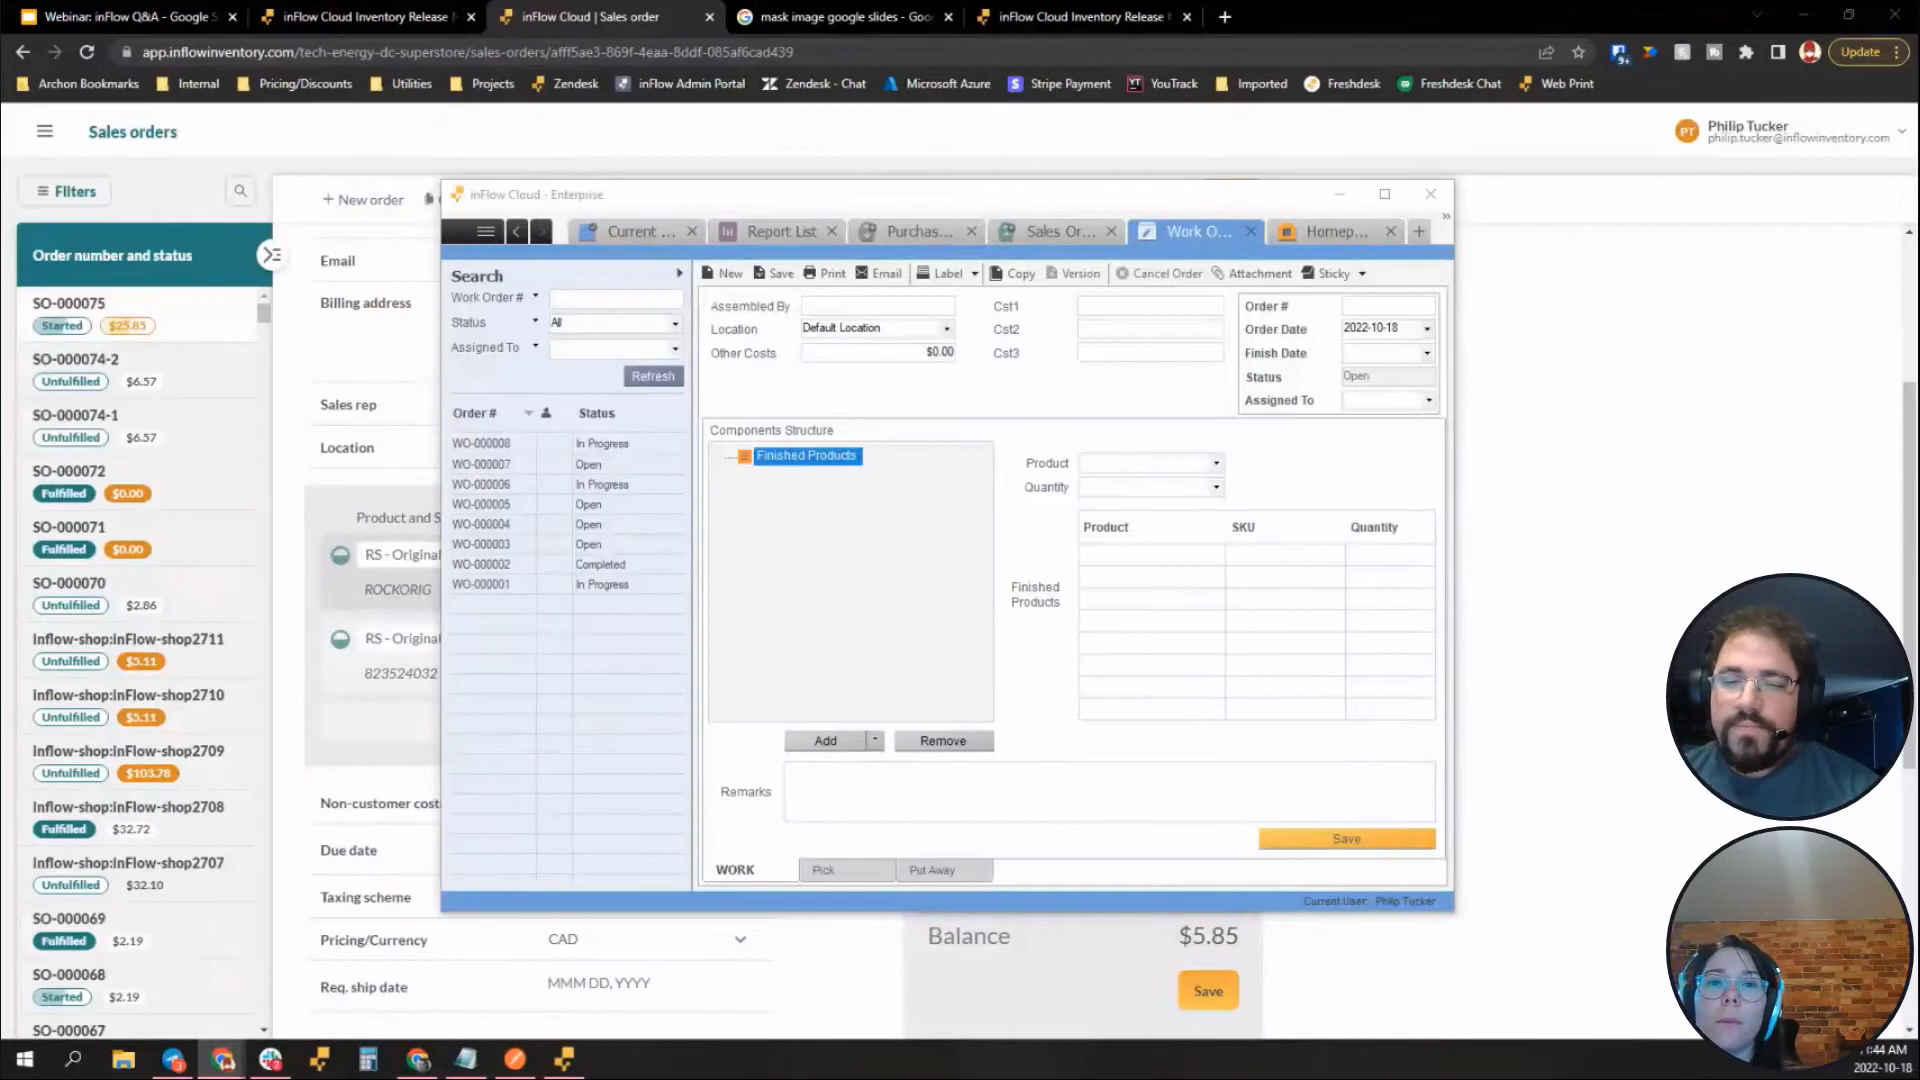 Webinar: inFlow Q&A - Google S
inFlow Cloud Inventory Release
inFlow Cloud | Sales order
mask image google slides - Goo
inFlow Cloud Inventory Release
app.inflowinventory.com/tech-energy-dc-superstore/sales-orders/afff5ae3-869f-4eaa-8ddf-085af6cad439
Update
Archon Bookmarks
Internal
Pricing/Discounts
Utilities
Projects
Zendesk
inFlow Admin Portal
Zendesk - Chat
Microsoft Azure
Stripe Payment
YouTrack
Imported
Freshdesk
Freshdesk Chat
Web Print
Sales orders
PT
Philip Tucker
philip.tucker@inflowinventory.com
Filters
+ New order
Order number and status
SO-000075
Started $25.85
SO-000074-2
Unfulfilled $6.57
SO-000074-1
Unfulfilled $6.57
SO-000072
Fulfilled $0.00
SO-000071
Fulfilled $0.00
SO-000070
Unfulfilled $2.86
Inflow-shop:inFlow-shop2711
Unfulfilled $5.11
Inflow-shop:inFlow-shop2710
Unfulfilled $5.11
Inflow-shop:inFlow-shop2709
Unfulfilled $103.78
Inflow-shop:inFlow-shop2708
Fulfilled $32.72
Inflow-shop:inFlow-shop2707
Unfulfilled $32.10
SO-000069
Fulfilled $2.19
SO-000068
Started $2.19
SO-000067
Email
Billing address
Sales rep
Location
Product and S
RS - Original
ROCKORIG
RS - Original
823524032
Non-customer cost
Due date
Taxing scheme
Pricing/Currency CAD
Req. ship date MMM DD, YYYY
Balance $5.85
Save
inFlow Cloud - Enterprise
Current ...
Report List
Purchas...
Sales Or...
Work O...
Homep...
Search
Work Order #
Status All
Assigned To
Refresh
Order # Status
WO-000008 In Progress
WO-000007 Open
WO-000006 In Progress
WO-000005 Open
WO-000004 Open
WO-000003 Open
WO-000002 Completed
WO-000001 In Progress
New Save Print Email Label Copy Version Cancel Order Attachment Sticky
Assembled By
Location Default Location
Other Costs $0.00
Cst1
Cst2
Cst3
Order #
Order Date 2022-10-18
Finish Date
Status Open
Assigned To
Components Structure
Finished Products
Product
Quantity
Product SKU Quantity
Finished
Products
Add Remove
Remarks
Save
WORK Pick Put Away
Current User: Philip Tucker
:44 AM
2022-10-18